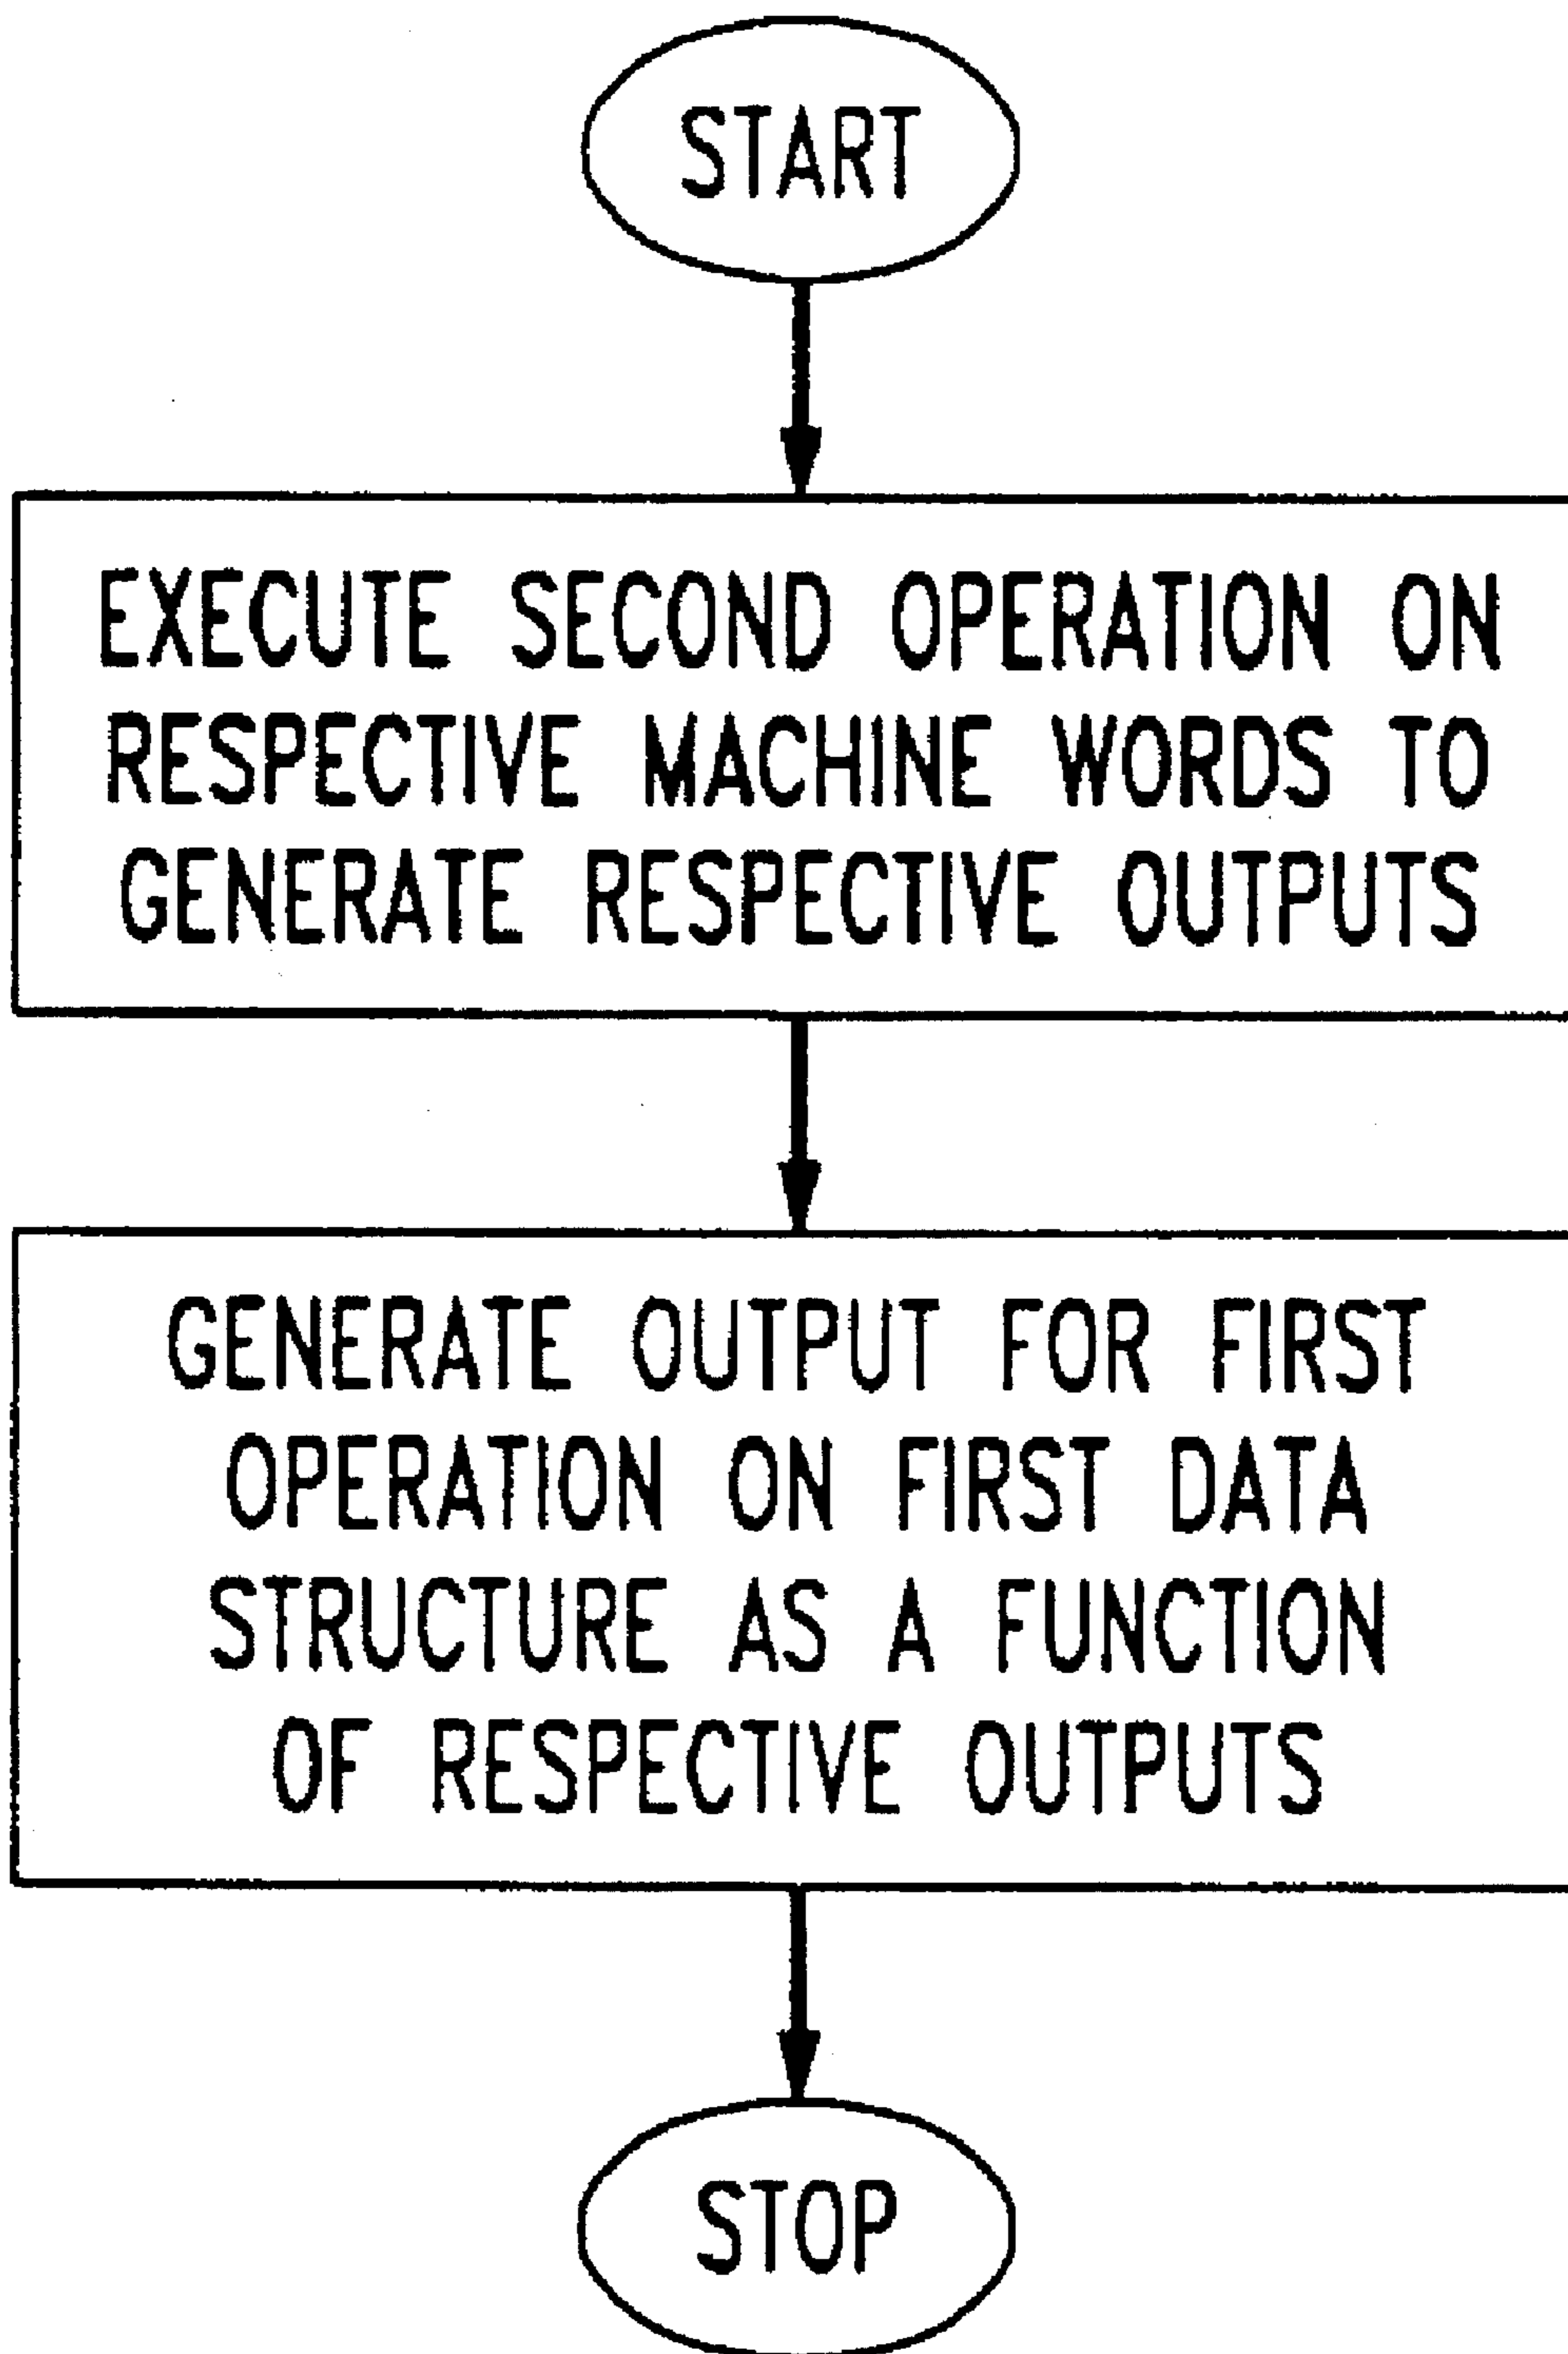 START
EXECUTE SECOND OPERATION ON
RESPECTIVE MACHINE WORDS TO
GENERATE RESPECTIVE OUTPUTS
GENERATE OUTPUT FOR FIRST
OPERATION ON FIRST DATA
STRUCTURE AS A FUNCTION
OF RESPECTIVE OUTPUTS
STOP